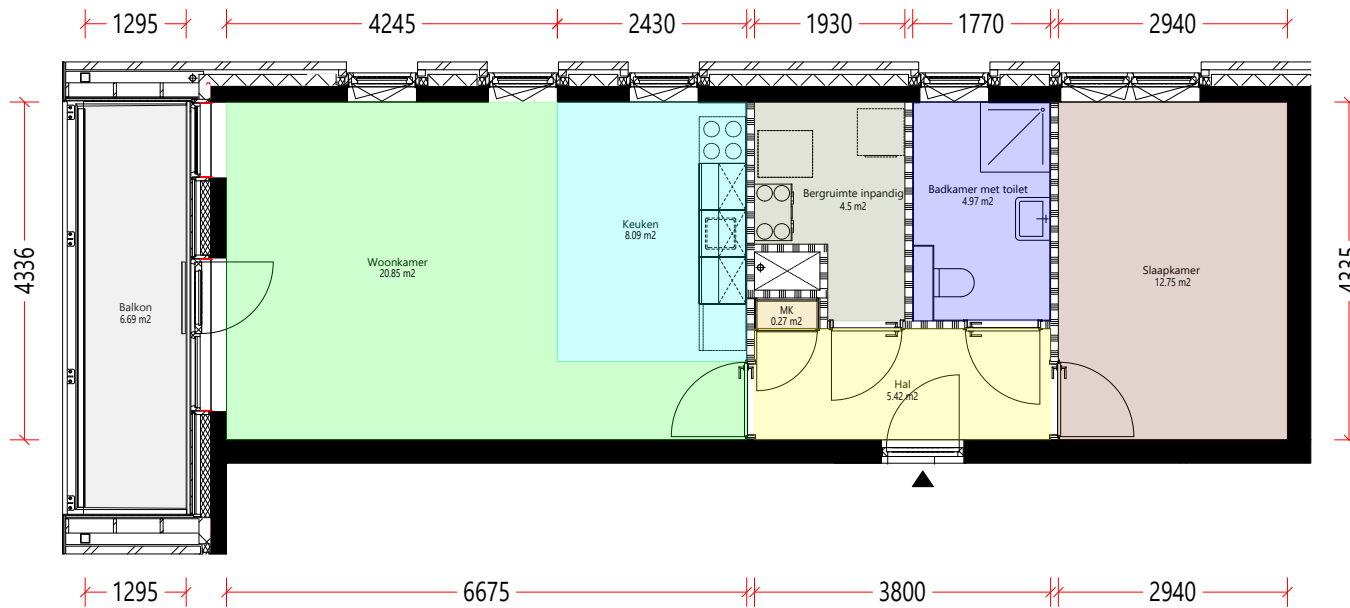 1295
4245
2430
1930
1770
2940
4336
4335
Balkon
6.69 m2
Woonkamer
20.85 m2
Keuken
8.09 m2
Bergruimte inpandig
4.5 m2
Badkamer met toilet
4.97 m2
Slaapkamer
12.75 m2
MK
0.27 m2
Hal
5.42 m2
1295
6675
3800
2940